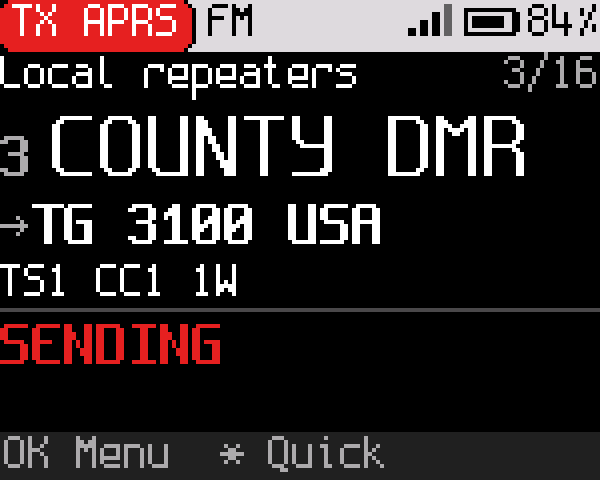 TX APRS FM 84%
Local repeaters 3/16
3 COUNTY DMR
→TG 3100 USA
TS1 CC1 1W
SENDING
OK Menu * Quick